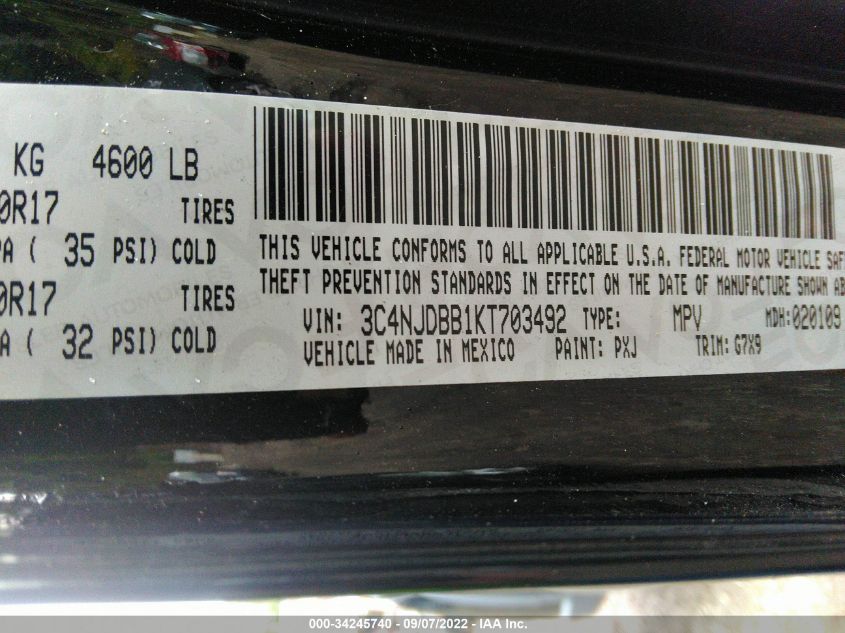 KG 4600 LB
0R17 TIRES
PA ( 35 PSI) COLD
0R17 TIRES
A ( 32 PSI) COLD
THIS VEHICLE CONFORMS TO ALL APPLICABLE U.S.A. FEDERAL MOTOR VEHICLE SAF
THEFT PREVENTION STANDARDS IN EFFECT ON THE DATE OF MANUFACTURE SHOWN AB
VIN: 3C4NJDBB1KT703492 TYPE: MPV MDH:020109
VEHICLE MADE IN MEXICO PAINT: PXJ TRIM: G7X9
000-34245740 - 09/07/2022 - IAA Inc.